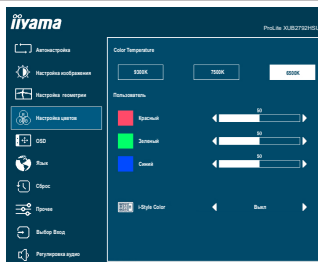 iiyama
ProLite XUB2792HSU
Автонастройка
Color Temperature
Настройка изображения
9300K 7500K 6500K
Настройка геометрии
Пользователь
Настройка цветов
Красный 50
OSD
Зеленый 50
Язык
Синий 50
Сброс
Прочее
i-Style Color Выкл
Выбор Вход
Регулировка аудио